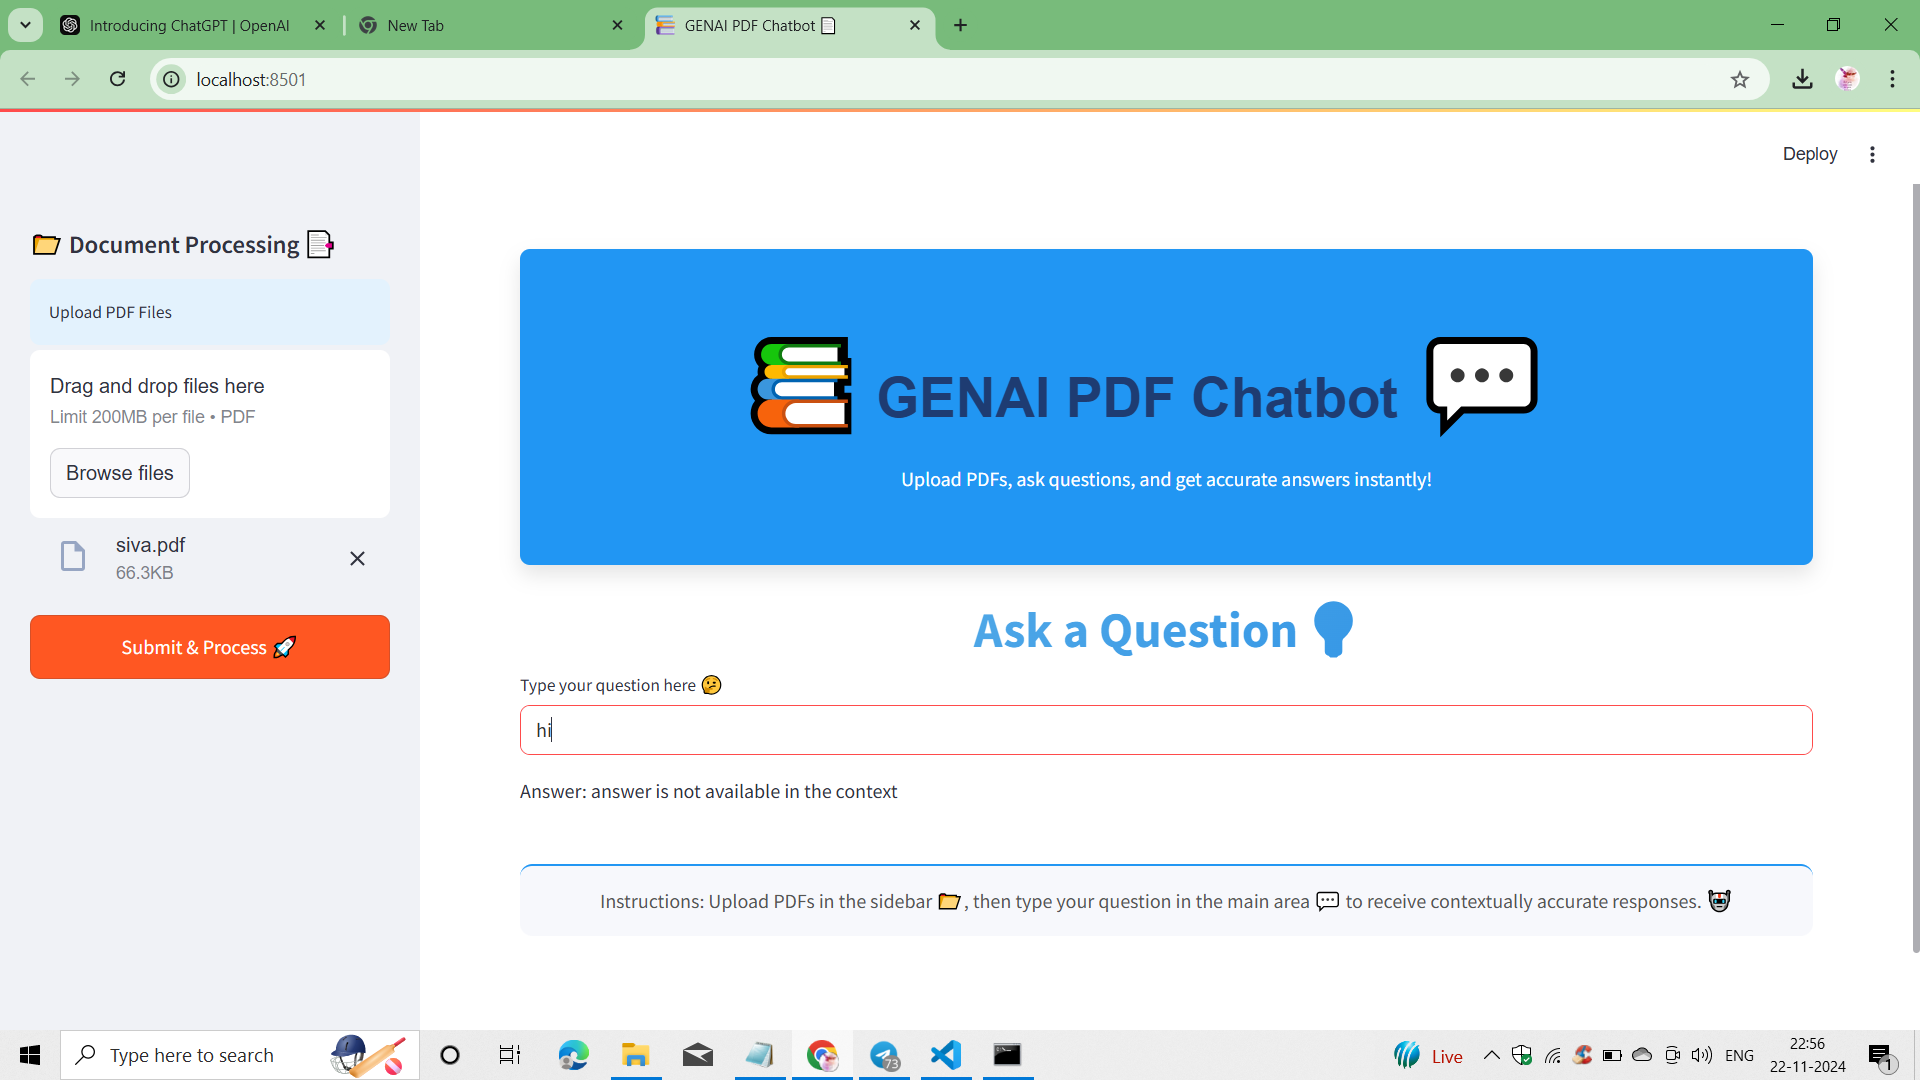 Introducing ChatGPT | OpenAI
New Tab
GENAI PDF Chatbot
localhost:8501
Deploy
Document Processing
Upload PDF Files
Drag and drop files here
Limit 200MB per file • PDF
Browse files
siva.pdf
66.3KB
Submit & Process
GENAI PDF Chatbot
Upload PDFs, ask questions, and get accurate answers instantly!
Ask a Question
Type your question here
hi
Answer: answer is not available in the context
Instructions: Upload PDFs in the sidebar , then type your question in the main area to receive contextually accurate responses.
Type here to search
73
Live
ENG
22:56
22-11-2024
1